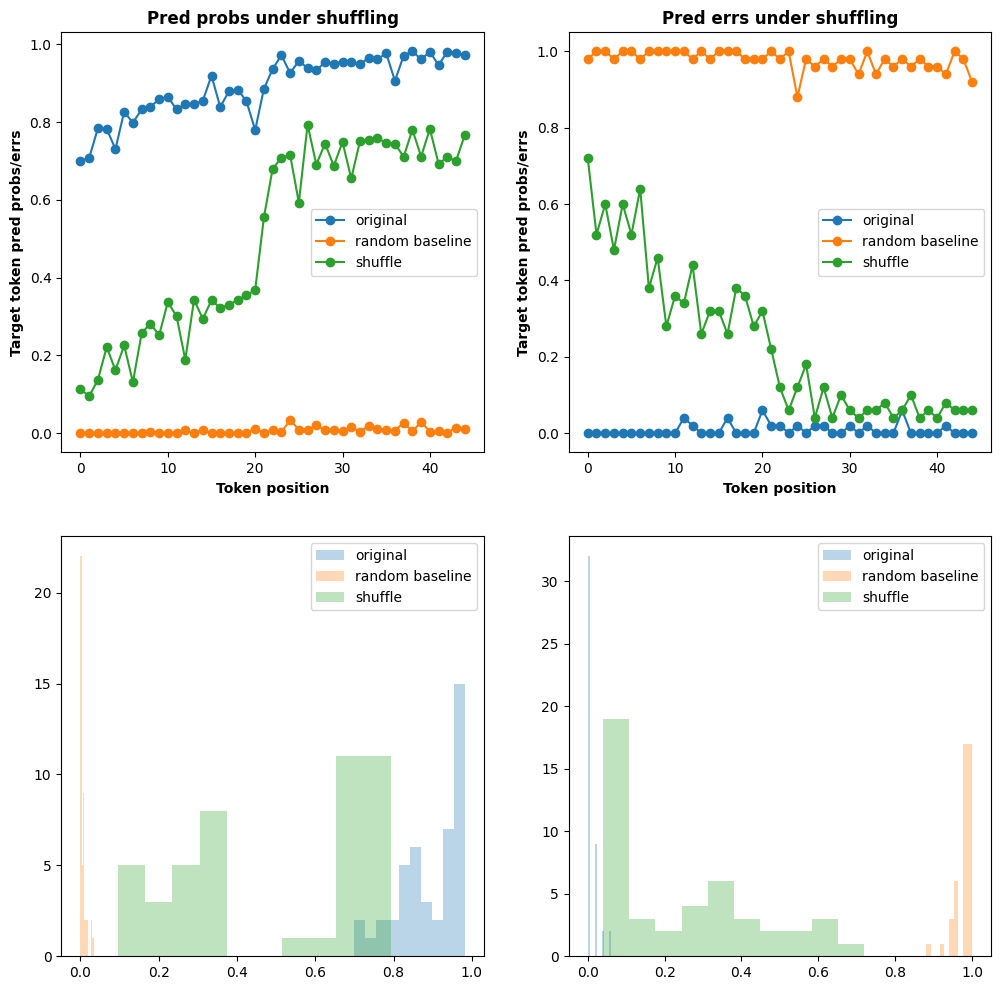 Pred probs under shuffling
Target token pred probs/errs
1.0
0.8
0.6
0.4
0.2
0.0
original
random baseline
shuffle
0 10 20 30 40
Token position
Pred errs under shuffling
Target token pred probs/errs
1.0
0.8
0.6
0.4
0.2
0.0
original
random baseline
shuffle
0 10 20 30 40
Token position
20
15
10
5
0
original
random baseline
shuffle
0.0 0.2 0.4 0.6 0.8 1.0
30
25
20
15
10
5
0
original
random baseline
shuffle
0.0 0.2 0.4 0.6 0.8 1.0